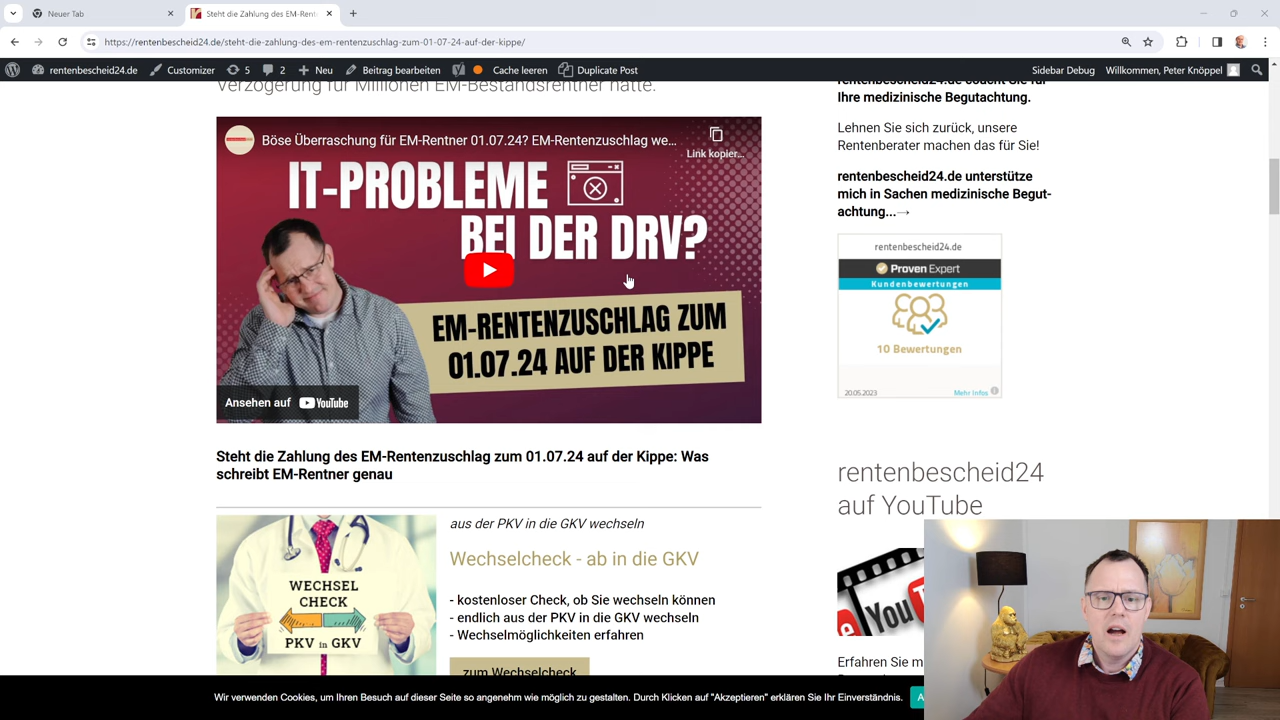 Neuer Tab
Steht die Zahlung des EM-Rent
https://rentenbescheid24.de/steht-die-zahlung-des-em-rentenzuschlag-zum-01-07-24-auf-der-kippe/
rentenbescheid24.de
Customizer
5
2
Neu
Beitrag bearbeiten
Cache leeren
Duplicate Post
Sidebar Debug
Willkommen, Peter Knöppel
Verzögerung für Millionen EM-Bestandsrentner hätte.
Böse Überraschung für EM-Rentner 01.07.24? EM-Rentenzuschlag we...
Link kopier...
IT-PROBLEME
BEI DER DRV?
EM-RENTENZUSCHLAG ZUM
01.07.24 AUF DER KIPPE
Ansehen auf YouTube
Steht die Zahlung des EM-Rentenzuschlag zum 01.07.24 auf der Kippe: Was
schreibt EM-Rentner genau
WECHSEL
CHECK
PKV in GKV
aus der PKV in die GKV wechseln
Wechselcheck - ab in die GKV
- kostenloser Check, ob Sie wechseln können
- endlich aus der PKV in die GKV wechseln
- Wechselmöglichkeiten erfahren
zum Wechselcheck
rentenbescheid24.de sucht Sie für
Ihre medizinische Begutachtung.
Lehnen Sie sich zurück, unsere
Rentenberater machen das für Sie!
rentenbescheid24.de unterstütze
mich in Sachen medizinische Begut-
achtung...→
rentenbescheid24.de
Proven Expert
Kundenbewertungen
10 Bewertungen
20.05.2023
Mehr Infos
rentenbescheid24
auf YouTube
You
Erfahren Sie m
Wir verwenden Cookies, um Ihren Besuch auf dieser Seite so angenehm wie möglich zu gestalten. Durch Klicken auf "Akzeptieren" erklären Sie Ihr Einverständnis.
A